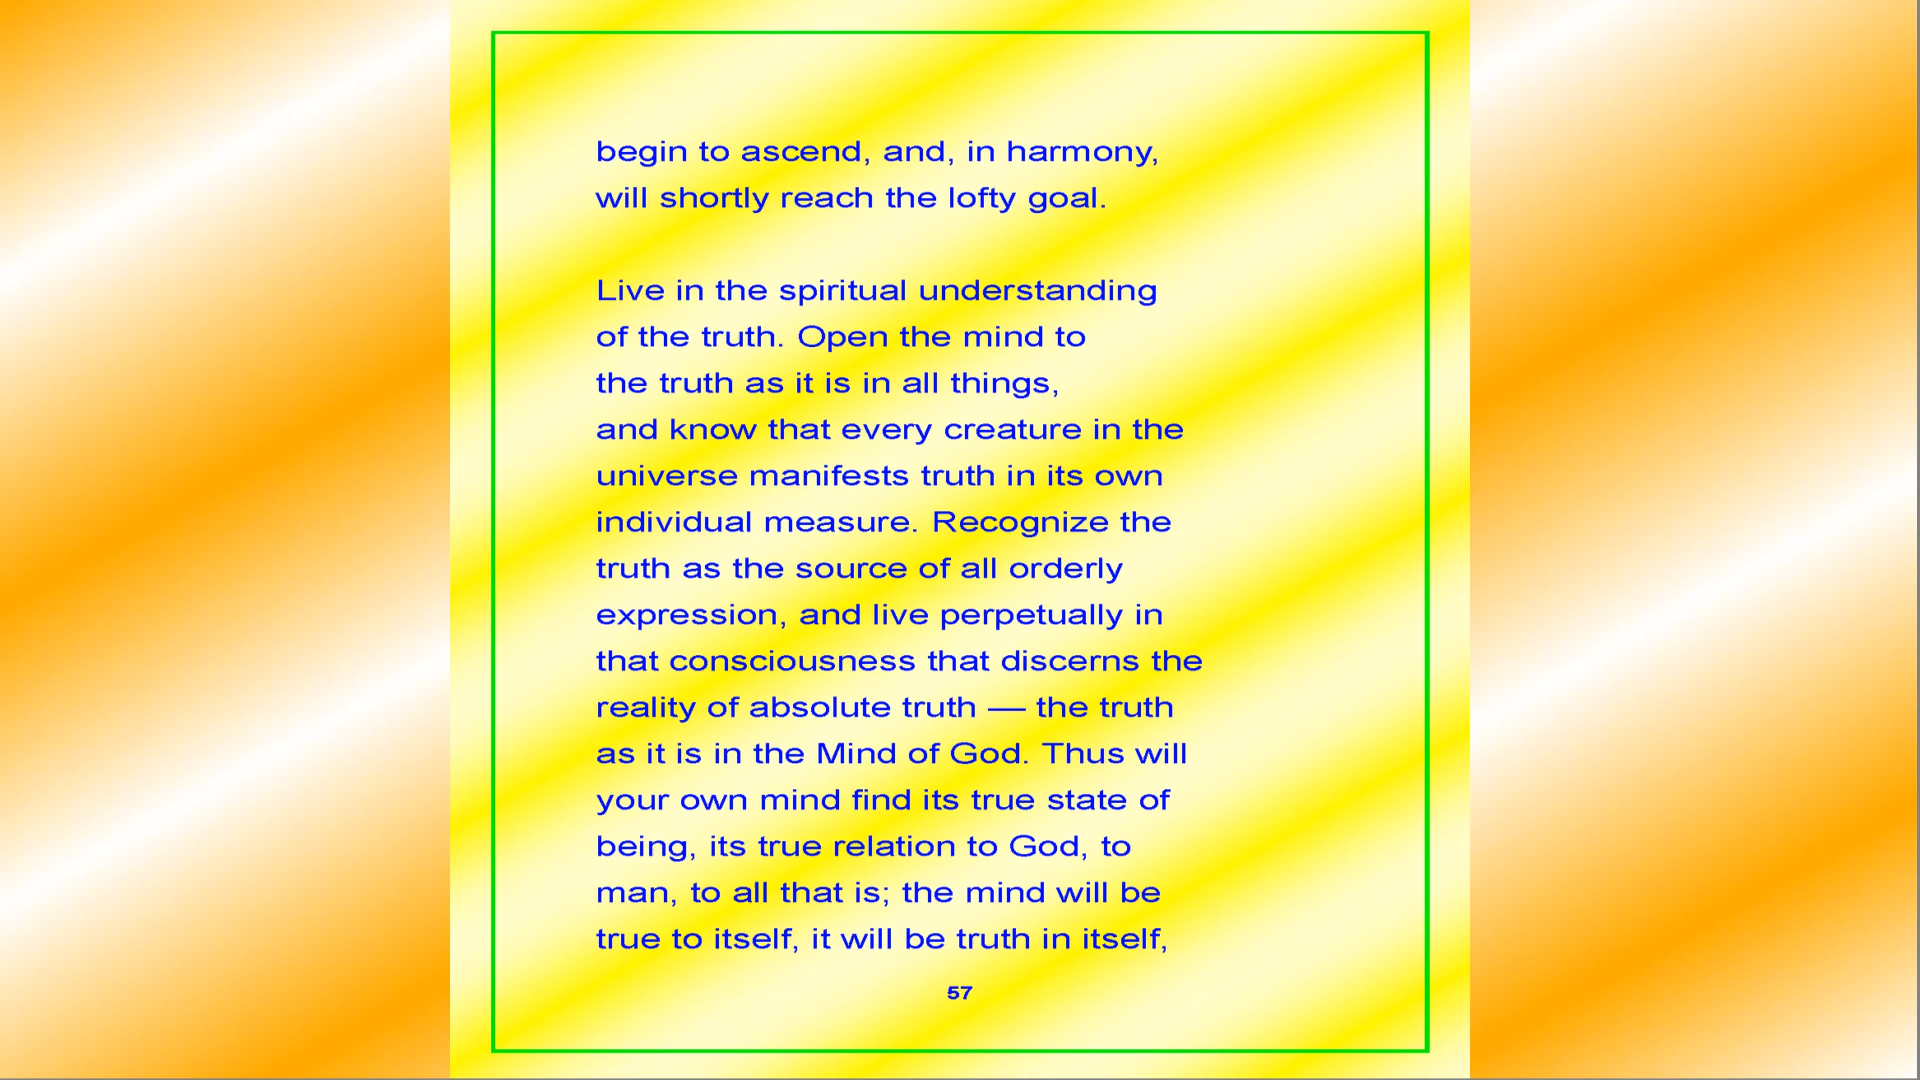 begin to ascend, and, in harmony,
will shortly reach the lofty goal.
Live in the spiritual understanding
of the truth. Open the mind to
the truth as it is in all things,
and know that every creature in the
universe manifests truth in its own
individual measure. Recognize the
truth as the source of all orderly
expression, and live perpetually in
that consciousness that discerns the
reality of absolute truth — the truth
as it is in the Mind of God. Thus will
your own mind find its true state of
being, its true relation to God, to
man, to all that is; the mind will be
true to itself, it will be truth in itself,
57